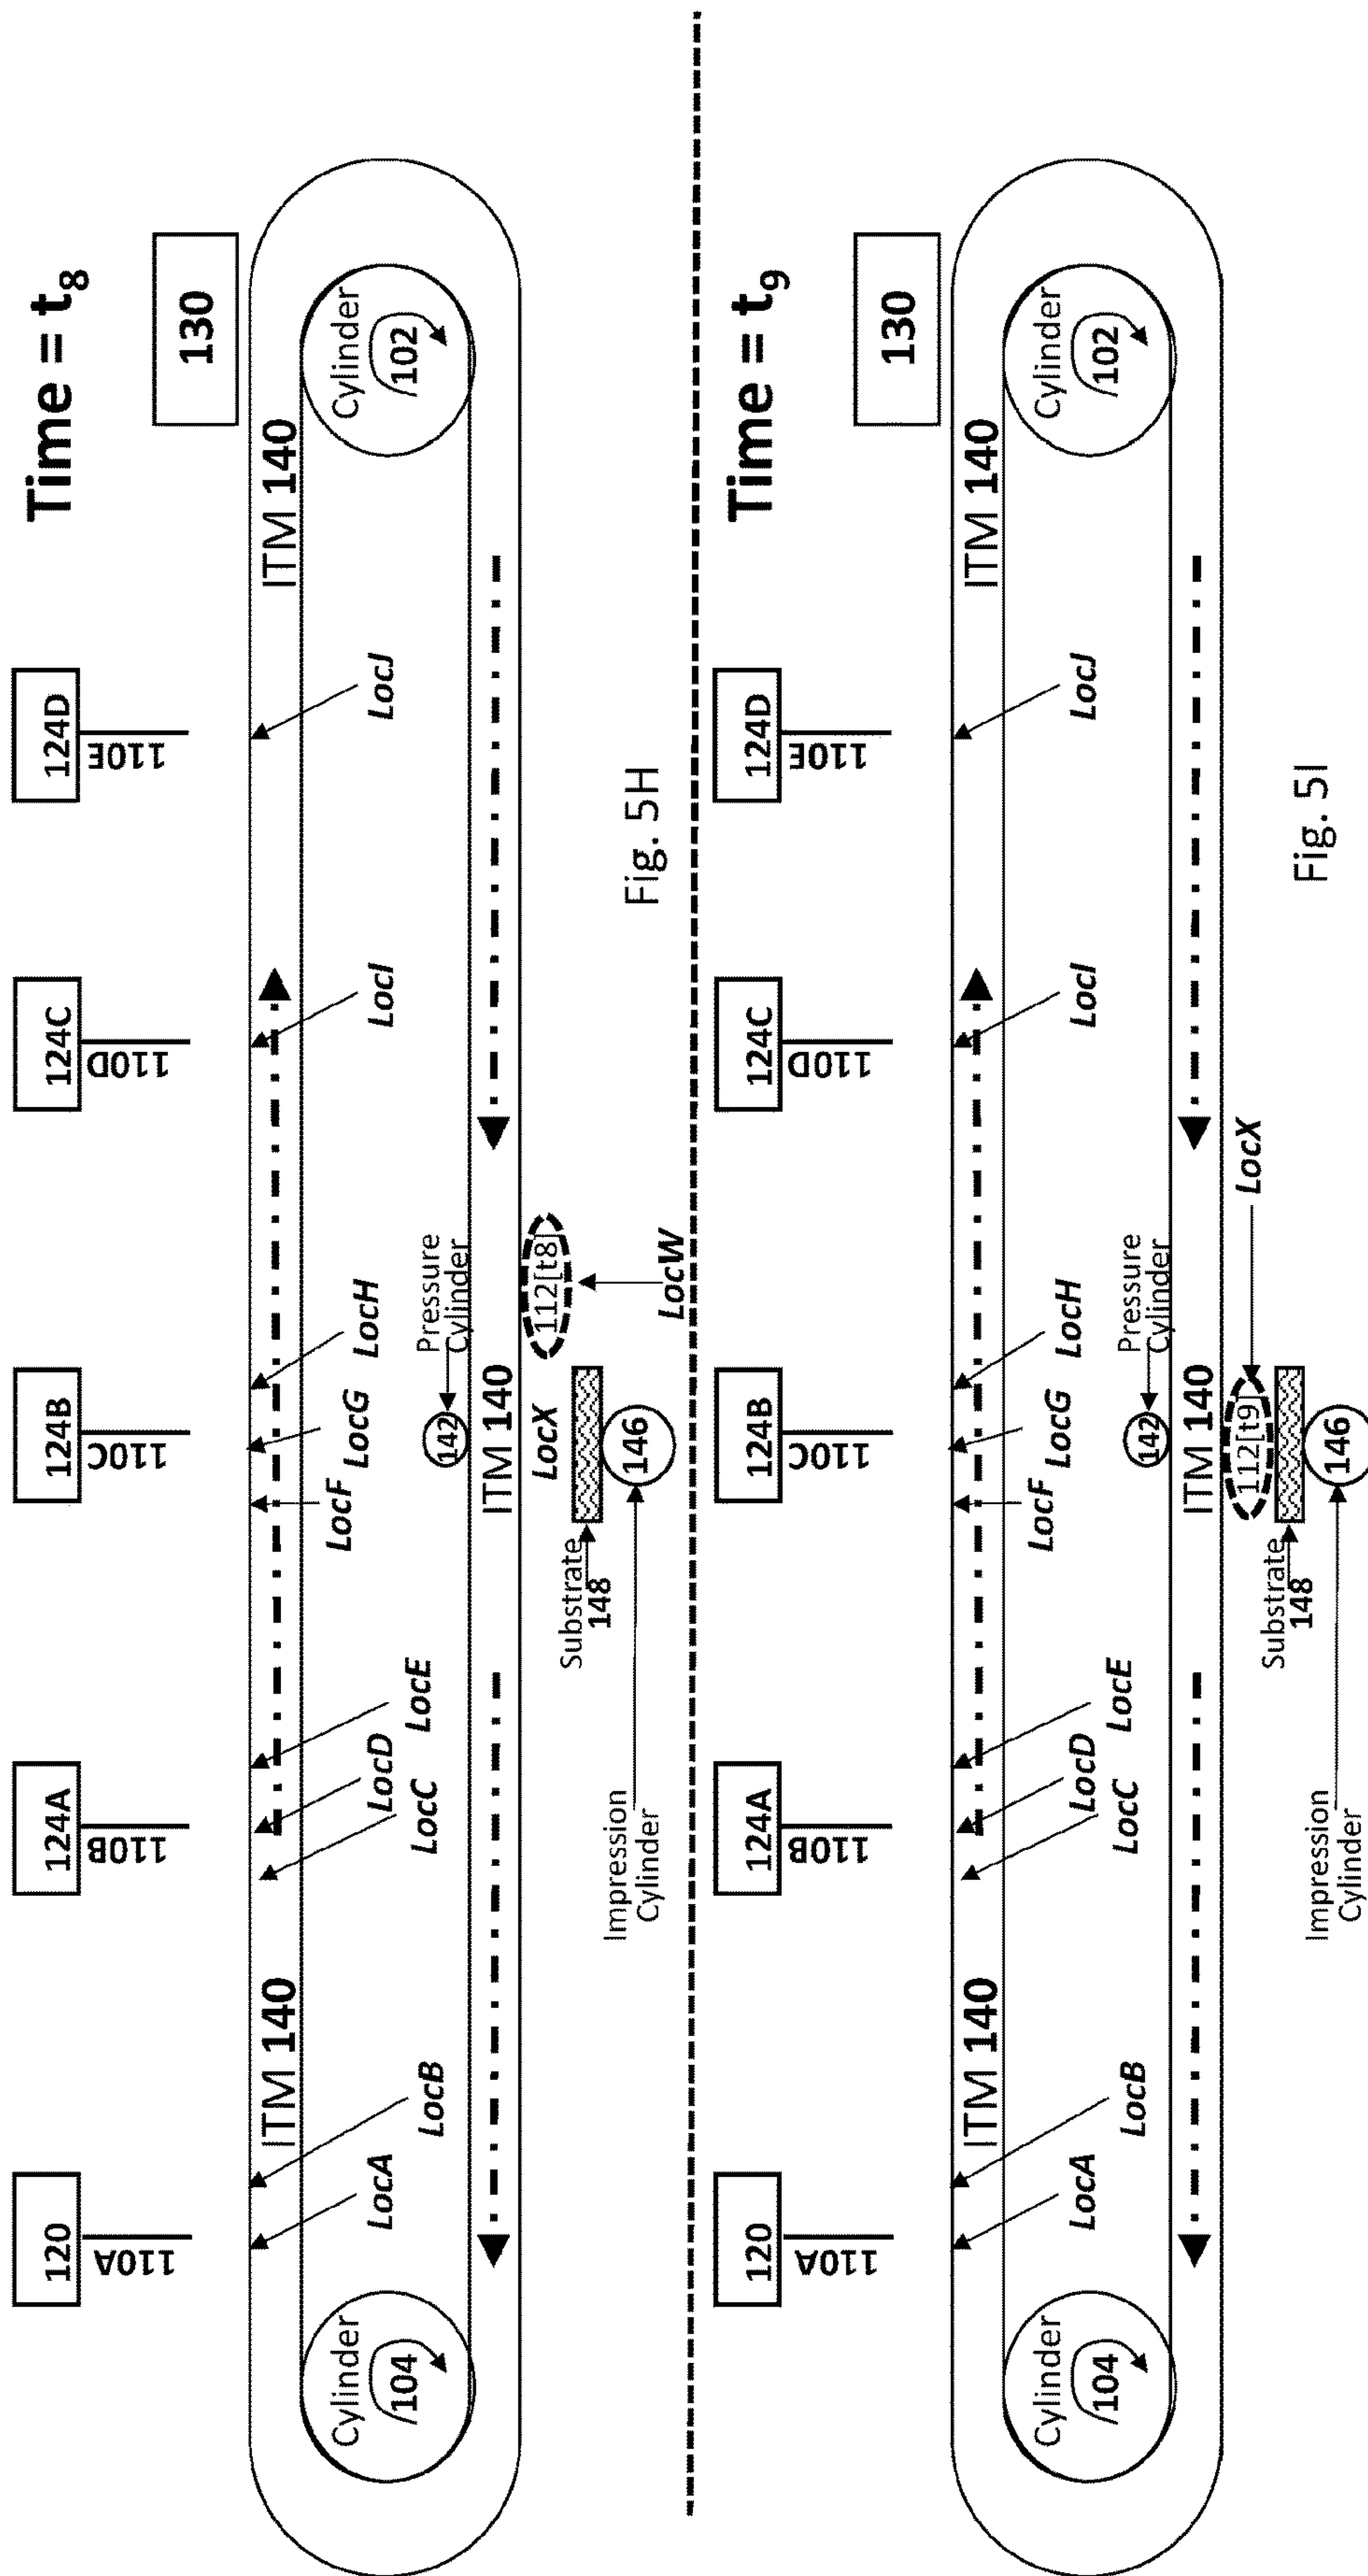 Time = t8
120
124A
124B
124C
124D
110A
110B
110C
110D
110E
130
ITM 140
ITM 140
Cylinder
104
Cylinder
102
LocA
LocB
LocC
LocD
LocE
LocF
LocG
LocH
LocI
LocJ
142
Pressure
Cylinder
ITM 140
LocX
112[t8]
LocW
Substrate
148
146
Impression
Cylinder
Fig. 5H
Time = t9
120
124A
124B
124C
124D
110A
110B
110C
110D
110E
130
ITM 140
ITM 140
Cylinder
104
Cylinder
102
LocA
LocB
LocC
LocD
LocE
LocF
LocG
LocH
LocI
LocJ
142
Pressure
Cylinder
ITM 140
112[t9]
LocX
Substrate
148
146
Impression
Cylinder
Fig. 5I